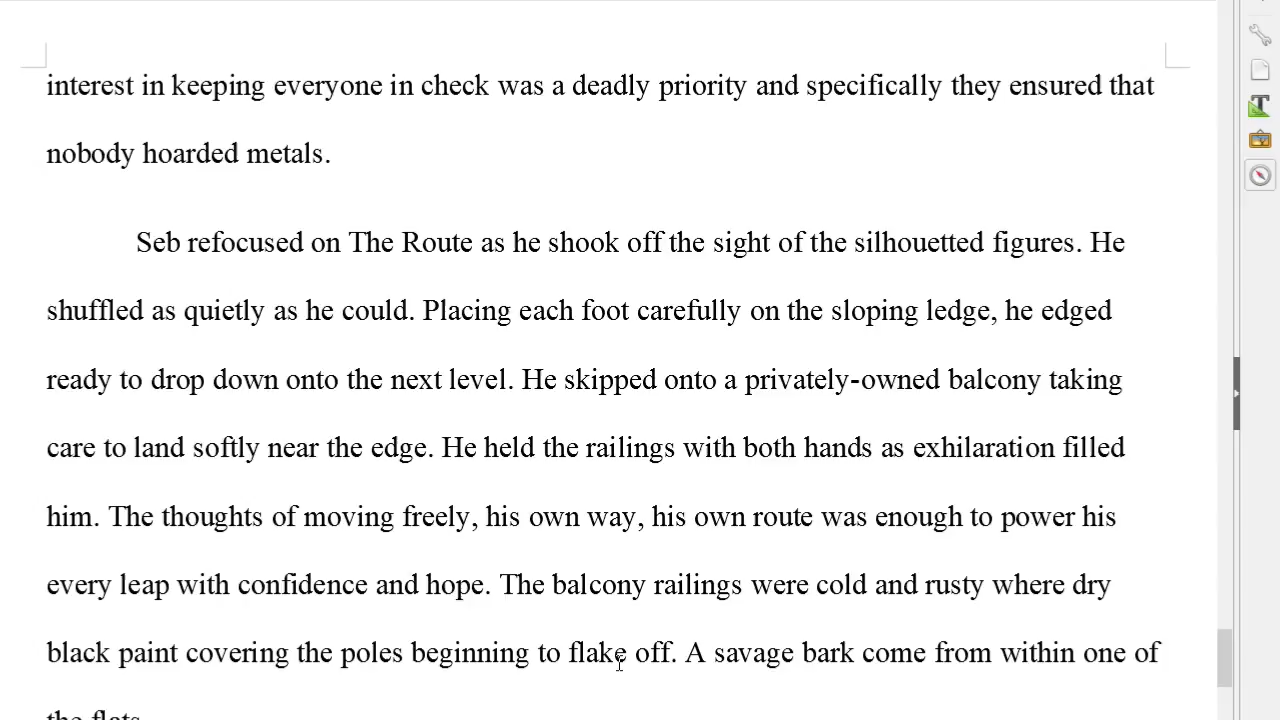 interest in keeping everyone in check was a deadly priority and specifically they ensured that
nobody hoarded metals.
Seb refocused on The Route as he shook off the sight of the silhouetted figures. He
shuffled as quietly as he could. Placing each foot carefully on the sloping ledge, he edged
ready to drop down onto the next level. He skipped onto a privately-owned balcony taking
care to land softly near the edge. He held the railings with both hands as exhilaration filled
him. The thoughts of moving freely, his own way, his own route was enough to power his
every leap with confidence and hope. The balcony railings were cold and rusty where dry
black paint covering the poles beginning to flake off. A savage bark come from within one of
the flats.